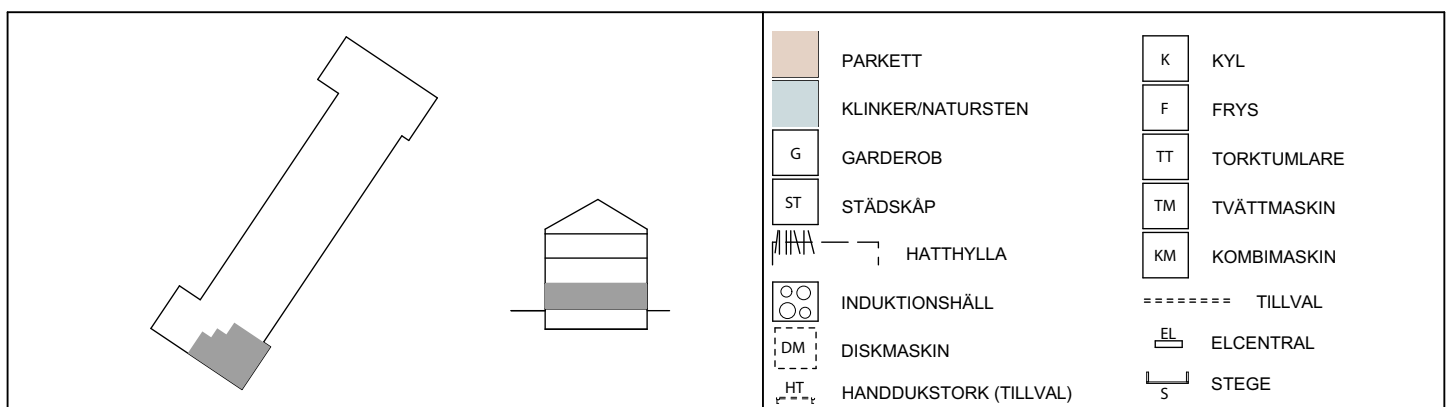 PARKETT
KLINKER/NATURSTEN
G GARDEROB
ST STÄDSKÅP
HATTHYLLA
INDUKTIONSHÄLL
DM DISKMASKIN
HT HANDDUKSTORK (TILLVAL)
K KYL
F FRYS
TT TORKTUMLARE
TM TVÄTTMASKIN
KM KOMBIMASKIN
TILLVAL
EL ELCENTRAL
S STEGE